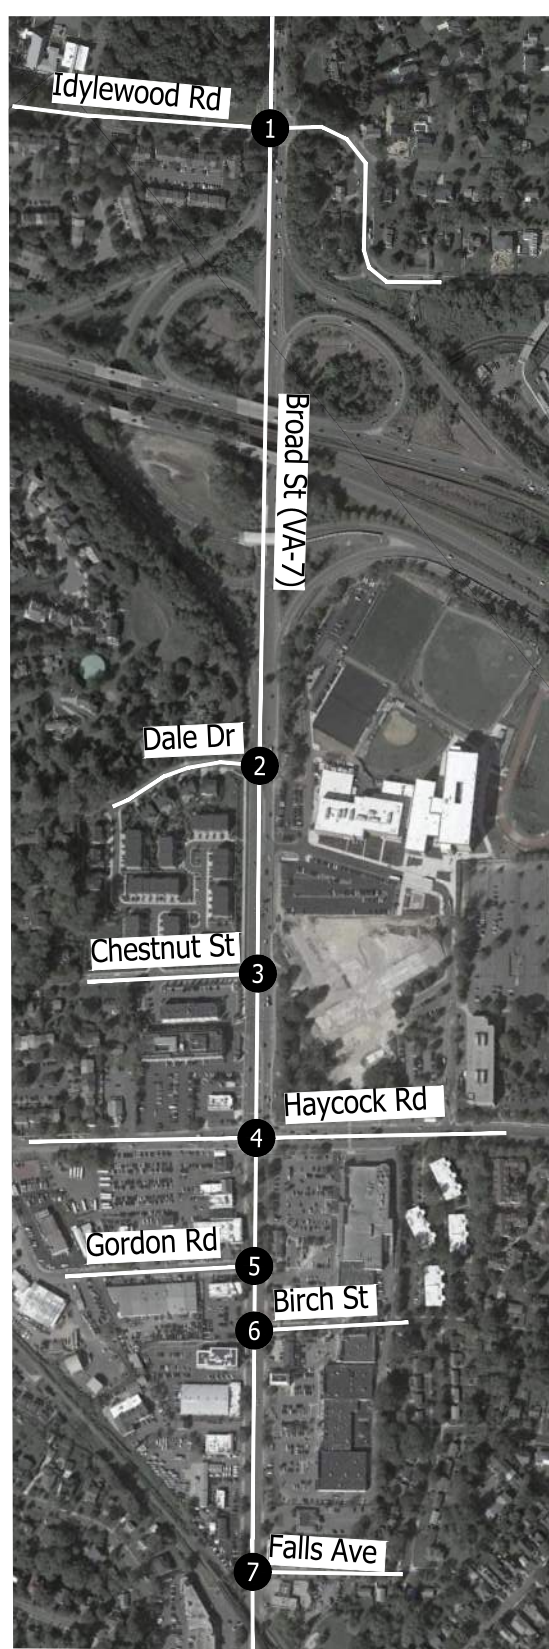 Idylewood Rd
1
Broad St (VA-7)
Dale Dr
2
Chestnut St
3
Haycock Rd
4
Gordon Rd
5
Birch St
6
Falls Ave
7